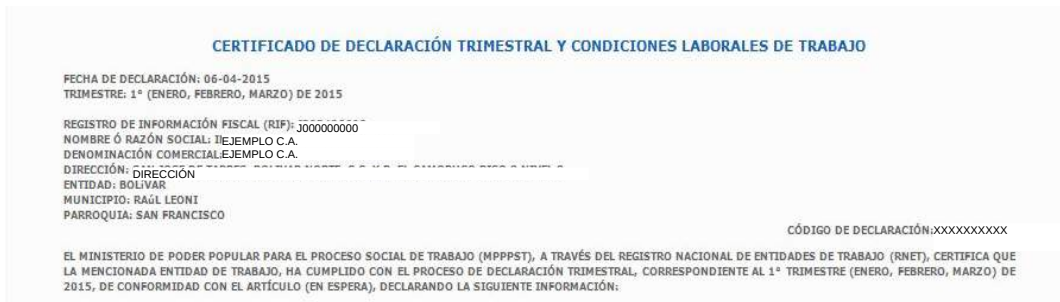 CERTIFICADO DE DECLARACIÓN TRIMESTRAL Y CONDICIONES LABORALES DE TRABAJO
FECHA DE DECLARACIÓN: 06-04-2015
TRIMESTRE: 1° (ENERO, FEBRERO, MARZO) DE 2015
REGISTRO DE INFORMACIÓN FISCAL (RIF): J000000000
NOMBRE Ó RAZÓN SOCIAL: EJEMPLO C.A.
DENOMINACIÓN COMERCIAL:EJEMPLO C.A.
DIRECCIÓN: DIRECCIÓN
ENTIDAD: BOLíVAR
MUNICIPIO: RAúL LEONI
PARROQUIA: SAN FRANCISCO
CÓDIGO DE DECLARACIÓN:XXXXXXXXXX
EL MINISTERIO DE PODER POPULAR PARA EL PROCESO SOCIAL DE TRABAJO (MPPPST), A TRAVÉS DEL REGISTRO NACIONAL DE ENTIDADES DE TRABAJO (RNET), CERTIFICA QUE
LA MENCIONADA ENTIDAD DE TRABAJO, HA CUMPLIDO CON EL PROCESO DE DECLARACIÓN TRIMESTRAL, CORRESPONDIENTE AL 1° TRIMESTRE (ENERO, FEBRERO, MARZO) DE
2015, DE CONFORMIDAD CON EL ARTÍCULO (EN ESPERA), DECLARANDO LA SIGUIENTE INFORMACIÓN: